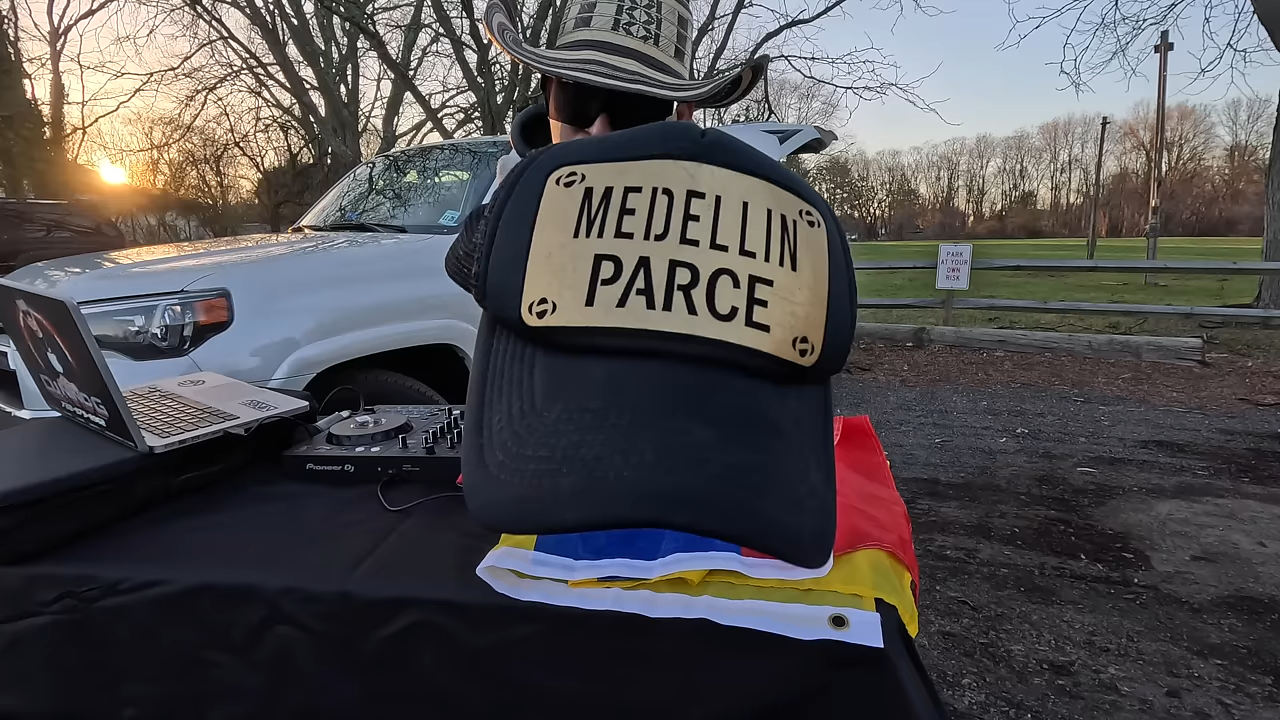 MEDELLIN
PARCE
PARK
AT YOUR
OWN
RISK
Pioneer Dj